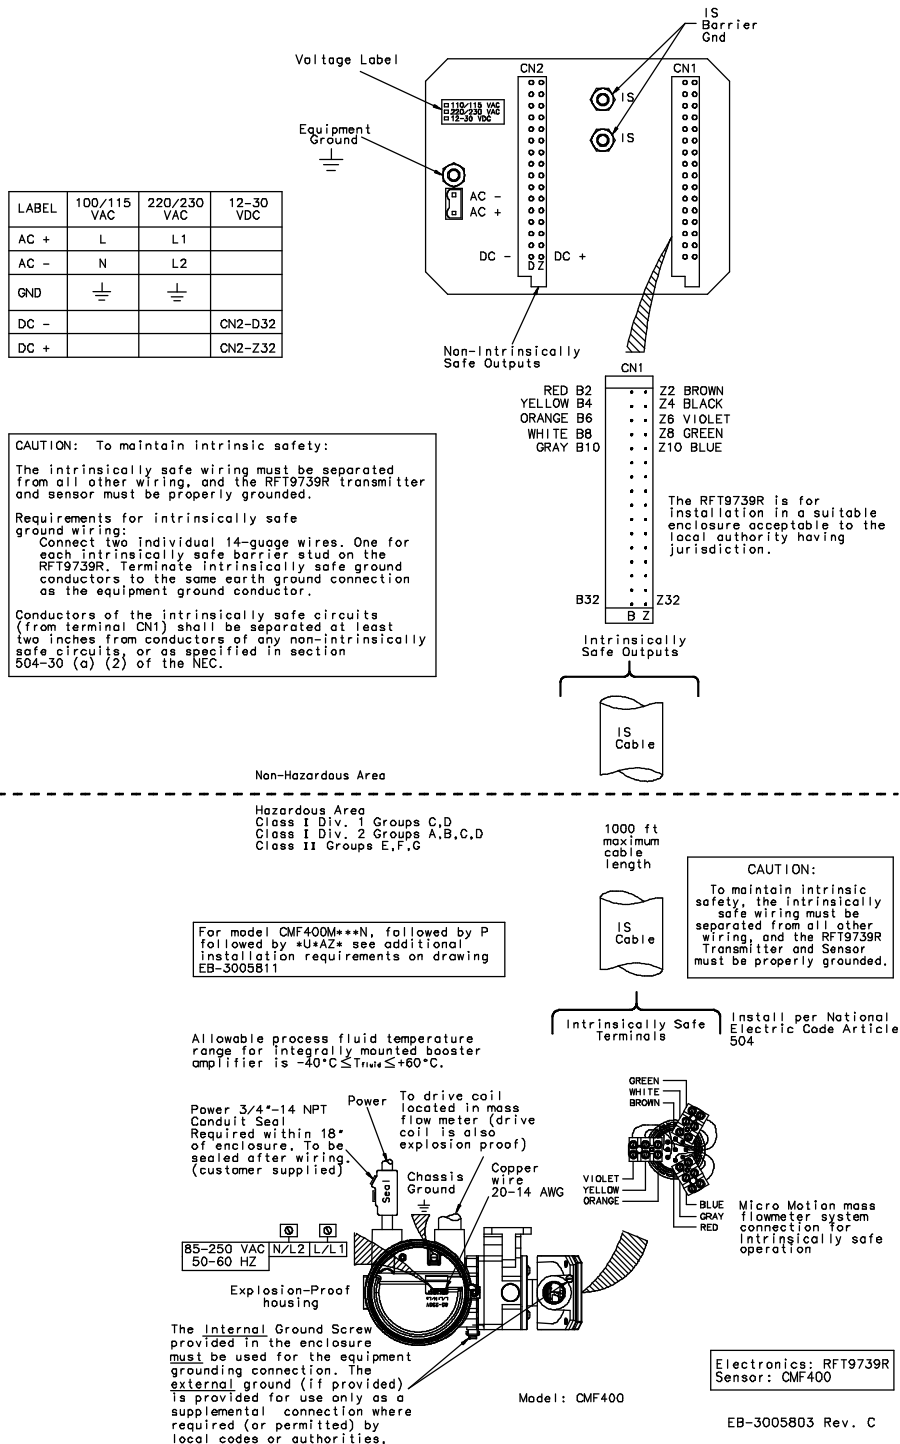 IS
Barrier
Gnd
Voltage Label
CN2
CN1
110/115 VAC
220/230 VAC
12-30 VDC
IS
IS
Equipment
Ground
AC -
AC +
DC -
DZ
DC +
Non-Intrinsically
Safe Outputs
LABEL 100/115 VAC 220/230 VAC 12-30 VDC
AC + L L1
AC - N L2
GND
DC - CN2-D32
DC + CN2-Z32
CN1
RED B2 Z2 BROWN
YELLOW B4 Z4 BLACK
ORANGE B6 Z6 VIOLET
WHITE B8 Z8 GREEN
GRAY B10 Z10 BLUE
B32 Z32
B Z
Intrinsically
Safe Outputs
The RFT9739R is for
installation in a suitable
enclosure acceptable to the
local authority having
jurisdiction.
CAUTION: To maintain intrinsic safety:
The intrinsically safe wiring must be separated
from all other wiring, and the RFT9739R transmitter
and sensor must be properly grounded.
Requirements for intrinsically safe
ground wiring:
Connect two individual 14-guage wires. One for
each intrinsically safe barrier stud on the
RFT9739R. Terminate intrinsically safe ground
conductors to the same earth ground connection
as the equipment ground conductor.
Conductors of the intrinsically safe circuits
(from terminal CN1) shall be separated at least
two inches from conductors of any non-intrinsically
safe circuits, or as specified in section
504-30 (a) (2) of the NEC.
IS
Cable
Non-Hazardous Area
Hazardous Area
Class I Div. 1 Groups C,D
Class I Div. 2 Groups A,B,C,D
Class II Groups E,F,G
1000 ft
maximum
cable
length
IS
Cable
CAUTION:
To maintain intrinsic
safety, the intrinsically
safe wiring must be
separated from all other
wiring, and the RFT9739R
Transmitter and Sensor
must be properly grounded.
For model CMF400M***N, followed by P
followed by *U*AZ* see additional
installation requirements on drawing
EB-3005811
Intrinsically Safe
Terminals
Install per National
Electric Code Article
504
Allowable process fluid temperature
range for integrally mounted booster
amplifier is -40°C ≤ Tfluid ≤ +60°C.
GREEN
WHITE
BROWN
VIOLET
YELLOW
ORANGE
BLUE
GRAY
RED
Micro Motion mass
flowmeter system
connection for
Intrinsically safe
operation
Power 3/4"-14 NPT
Conduit Seal
Required within 18"
of enclosure, To be
sealed after wiring.
(customer supplied)
Power
Seal
To drive coil
located in mass
flow meter (drive
coil is also
explosion proof)
Chassis
Ground
Copper
wire
20-14 AWG
85-250 VAC
50-60 HZ
N/L2
L/L1
Explosion-Proof
housing
The Internal Ground Screw
provided in the enclosure
must be used for the equipment
grounding connection. The
external ground (if provided)
is provided for use only as a
supplemental connection where
required (or permitted) by
local codes or authorities.
Model: CMF400
Electronics: RFT9739R
Sensor: CMF400
EB-3005803 Rev. C